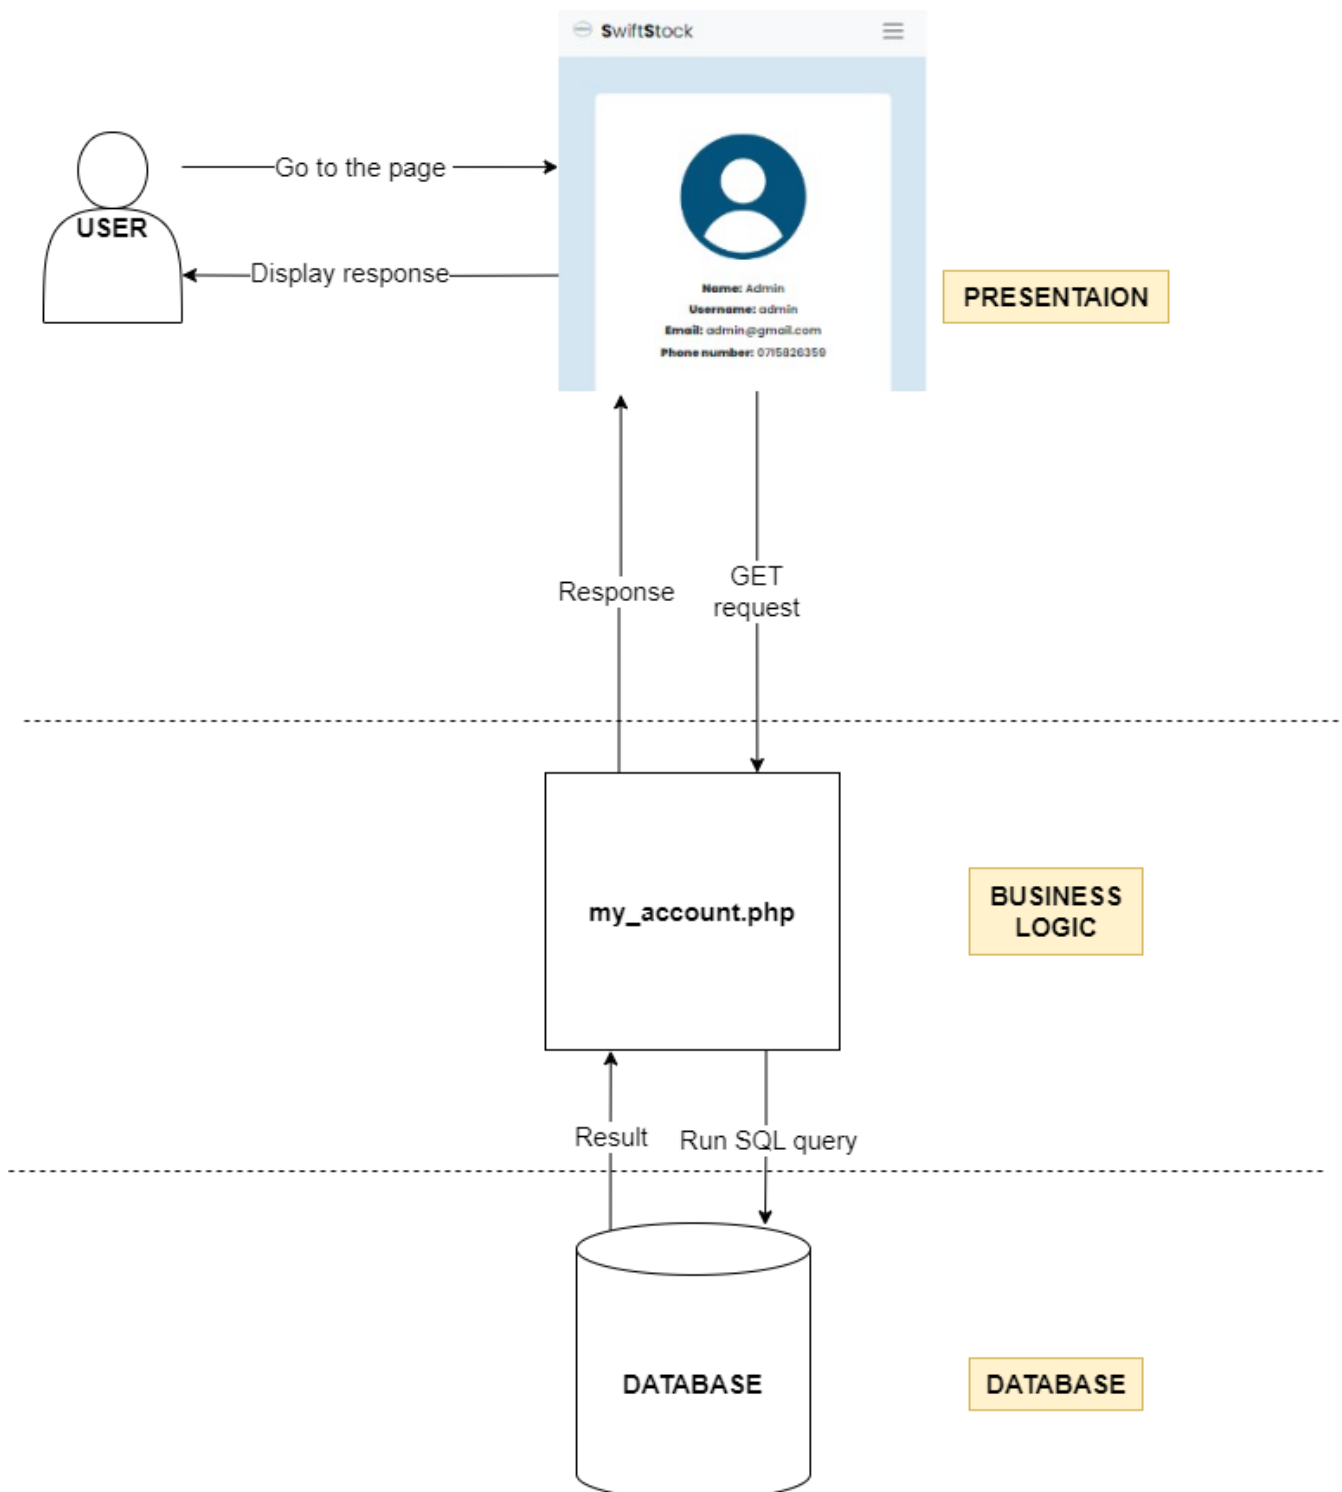 SwiftStock
Go to the page
USER
Display response
Name: Admin
Username: admin
Email: admin@gmail.com
Phone number: 0715826359
PRESENTAION
Response
GET
request
my_account.php
BUSINESS
LOGIC
Result
Run SQL query
DATABASE
DATABASE